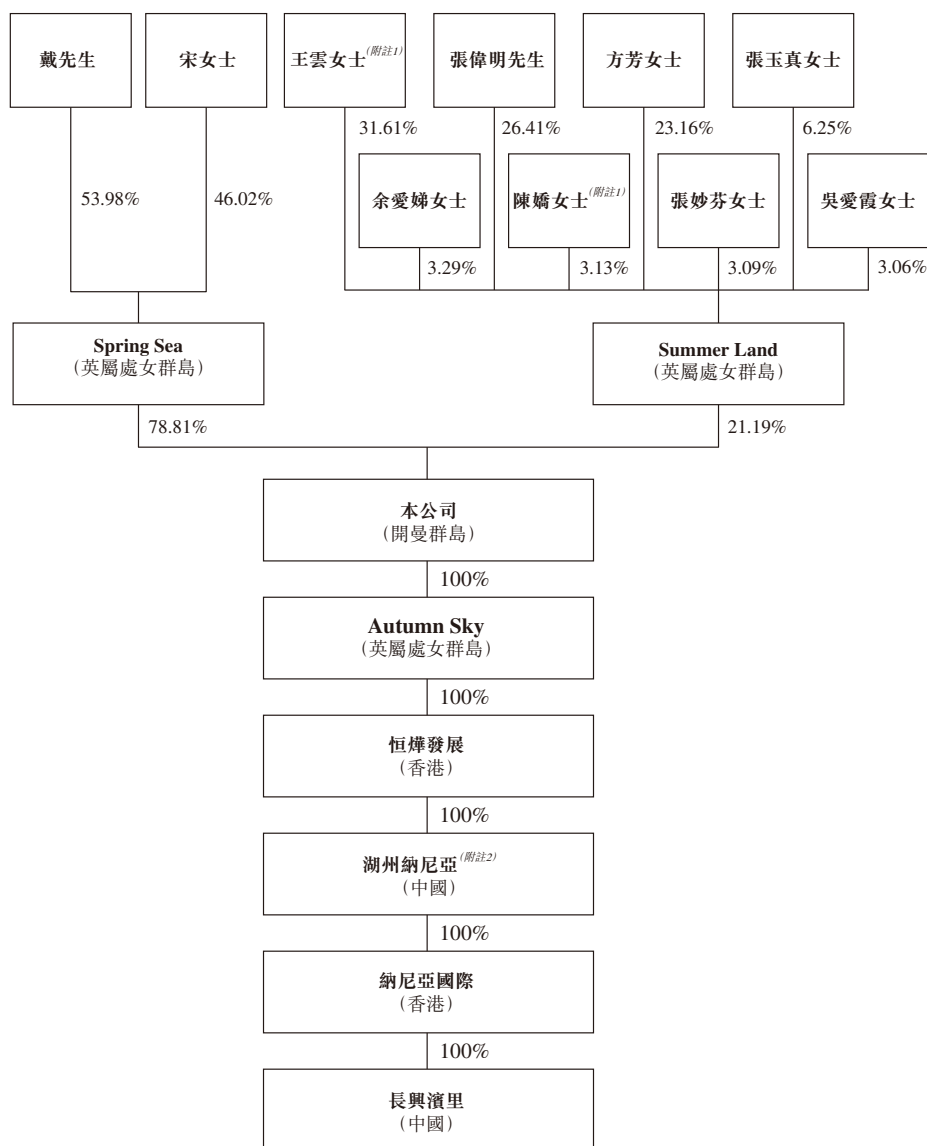 戴先生
宋女士
王雲女士(附註1)
張偉明先生
方芳女士
張玉真女士
31.61%
26.41%
23.16%
6.25%
53.98%
46.02%
余愛娣女士
陳嬌女士(附註1)
張妙芬女士
吳愛霞女士
3.29%
3.13%
3.09%
3.06%
Spring Sea
(英屬處女群島)
Summer Land
(英屬處女群島)
78.81%
21.19%
本公司
(開曼群島)
100%
Autumn Sky
(英屬處女群島)
100%
恒燁發展
(香港)
100%
湖州納尼亞(附註2)
(中國)
100%
納尼亞國際
(香港)
100%
長興濱里
(中國)